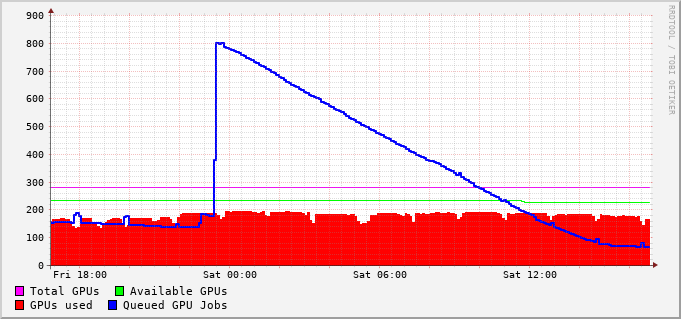 900
800
700
600
500
400
300
200
100
0
Fri 18:00 Sat 00:00 Sat 06:00 Sat 12:00
Total GPUs Available GPUs
GPUs used Queued GPU Jobs
RRDTOOL / TOBI OETIKER